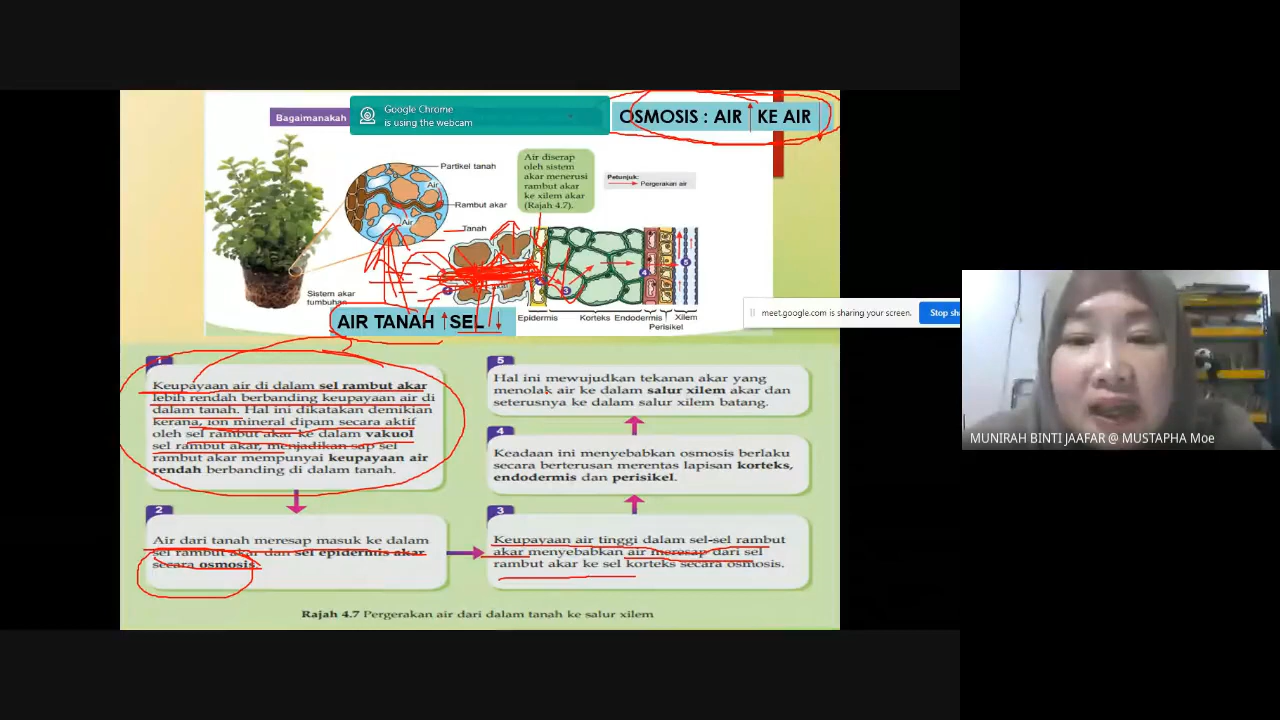 Bagaimanakah
Google Chrome
is using the webcam
OSMOSIS : AIR ↑ KE AIR ↓
Partikel tanah
Air
Rambut akar
Air
Tanah
Air diserap
oleh sistem
akar menerusi
rambut akar
ke xilem akar
(Rajah 4.7).
Petunjuk:
Pergerakan air
Sistem akar
tumbuhan
Epidermis
Korteks
Endodermis
Xilem
Perisikel
3
4
5
AIR TANAH ↑ SEL ↓
meet.google.com is sharing your screen.
Stop sha
1
Keupayaan air di dalam sel rambut akar
lebih rendah berbanding keupayaan air di
dalam tanah. Hal ini dikatakan demikian
kerana, ion mineral dipam secara aktif
oleh sel rambut akar ke dalam vakuol
sel rambut akar, menjadikan sap sel
rambut akar mempunyai keupayaan air
rendah berbanding di dalam tanah.
2
Air dari tanah meresap masuk ke dalam
sel rambut akar dan sel epidermis akar
secara osmosis.
3
Keupayaan air tinggi dalam sel-sel rambut
akar menyebabkan air meresap dari sel
rambut akar ke sel korteks secara osmosis.
4
Keadaan ini menyebabkan osmosis berlaku
secara berterusan merentas lapisan korteks,
endodermis dan perisikel.
5
Hal ini mewujudkan tekanan akar yang
menolak air ke dalam salur xilem akar dan
seterusnya ke dalam salur xilem batang.
Rajah 4.7 Pergerakan air dari dalam tanah ke salur xilem
MUNIRAH BINTI JAAFAR @ MUSTAPHA Moe